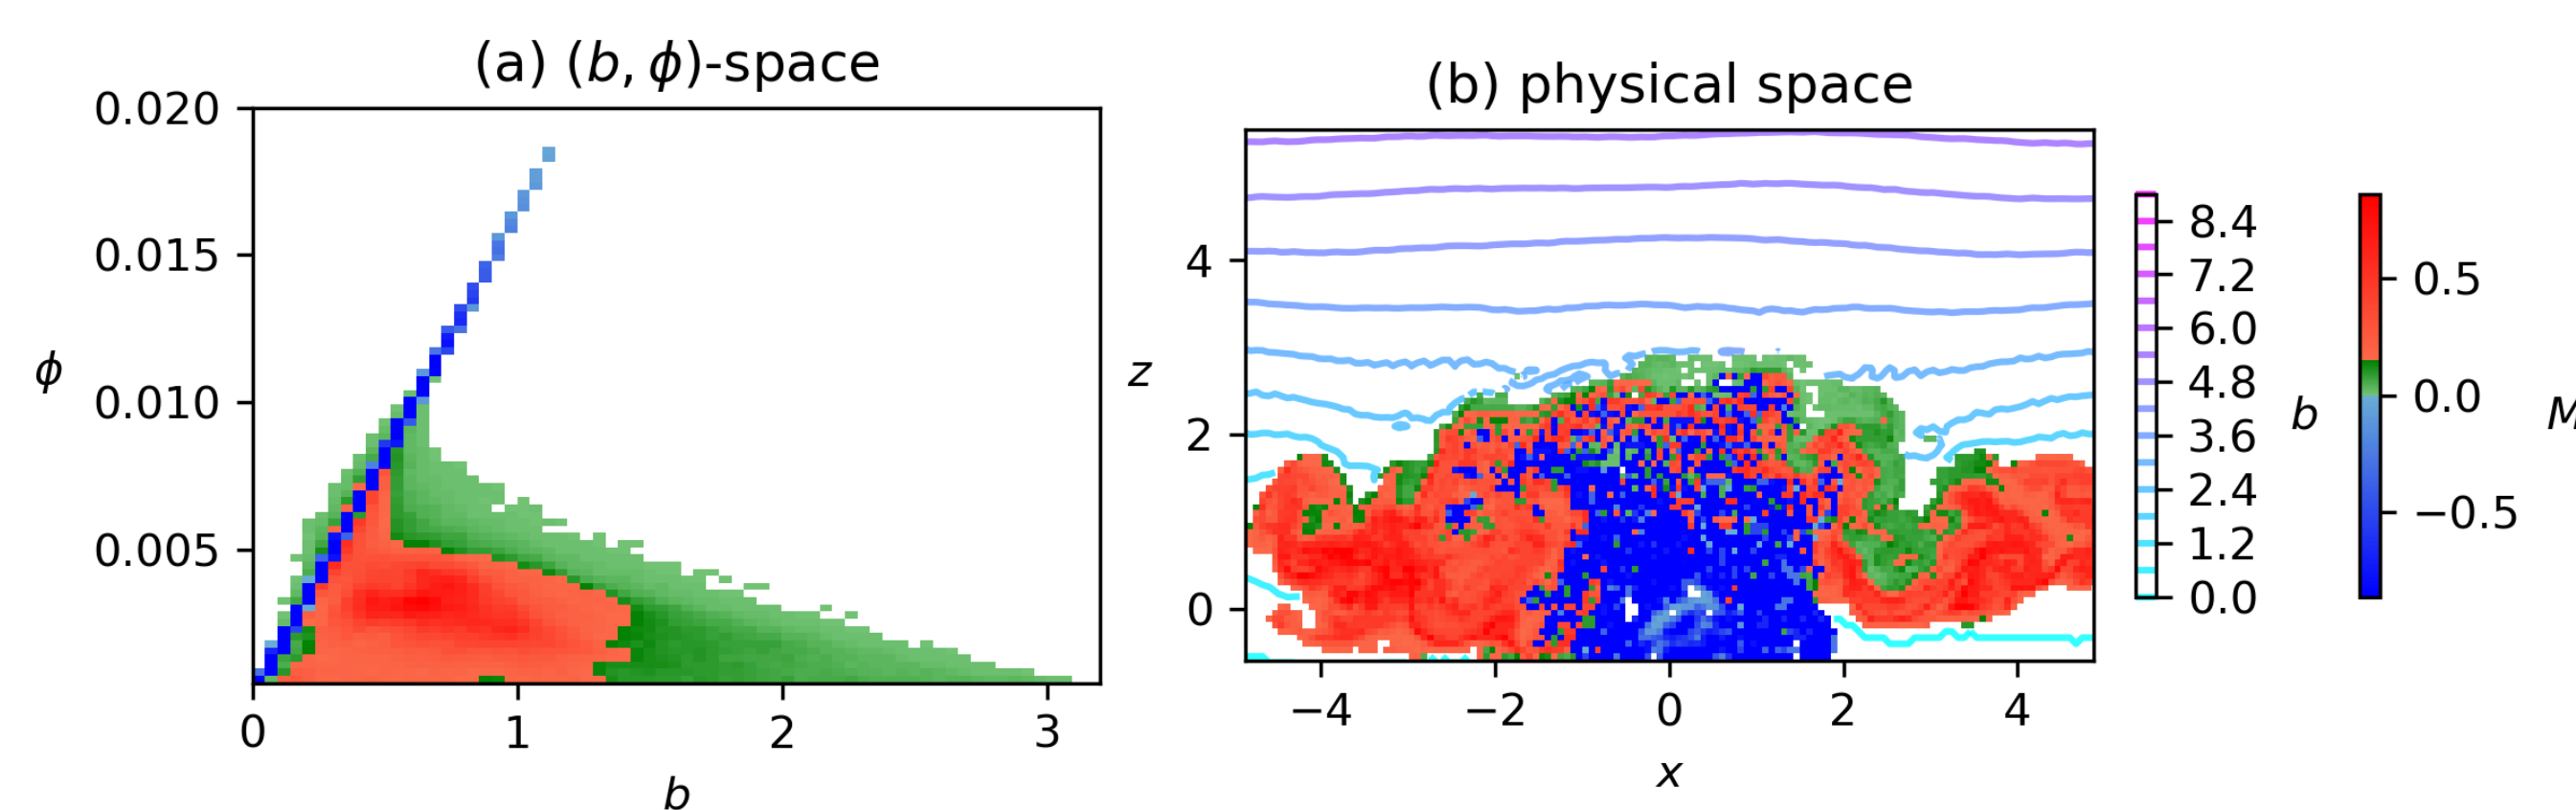 (a) (b, ϕ)-space
0.020
0.015
0.010
0.005
ϕ
0 1 2 3
b
(b) physical space
z
4
2
0
−4 −2 0 2 4
x
8.4
7.2
6.0
4.8
3.6
2.4
1.2
0.0
b
0.5
0.0
−0.5
M